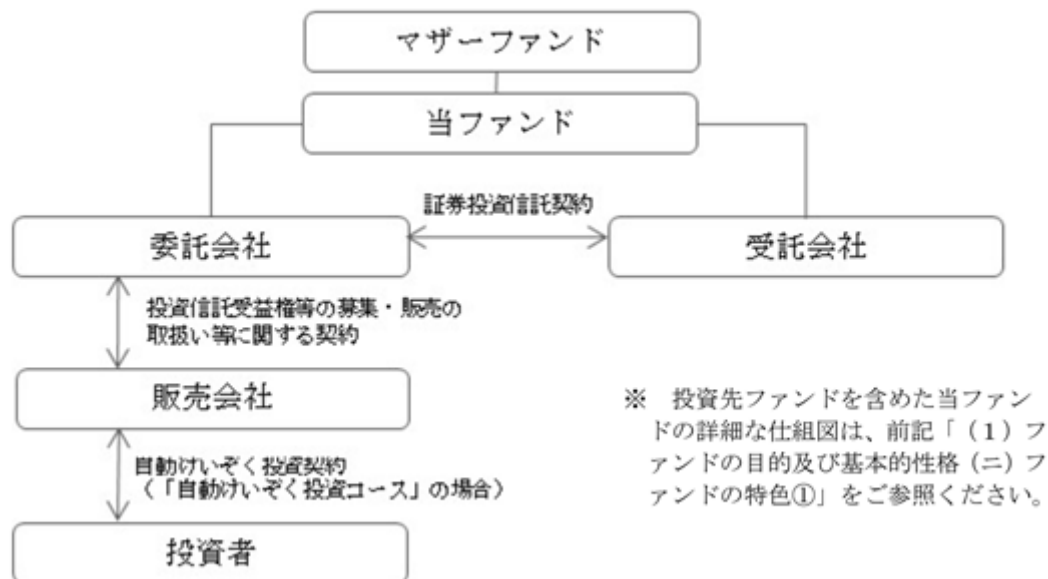 マザーファンド
当ファンド
証券投資信託契約
委託会社
受託会社
投資信託受益権等の募集・販売の
取扱い等に関する契約
販売会社
※ 投資先ファンドを含めた当ファン
ドの詳細な仕組図は、前記「（１）フ
ァンドの目的及び基本的性格（ニ）フ
ァンドの特色①」をご参照ください。
自動けいぞく投資契約
（「自動けいぞく投資コース」の場合）
投資者